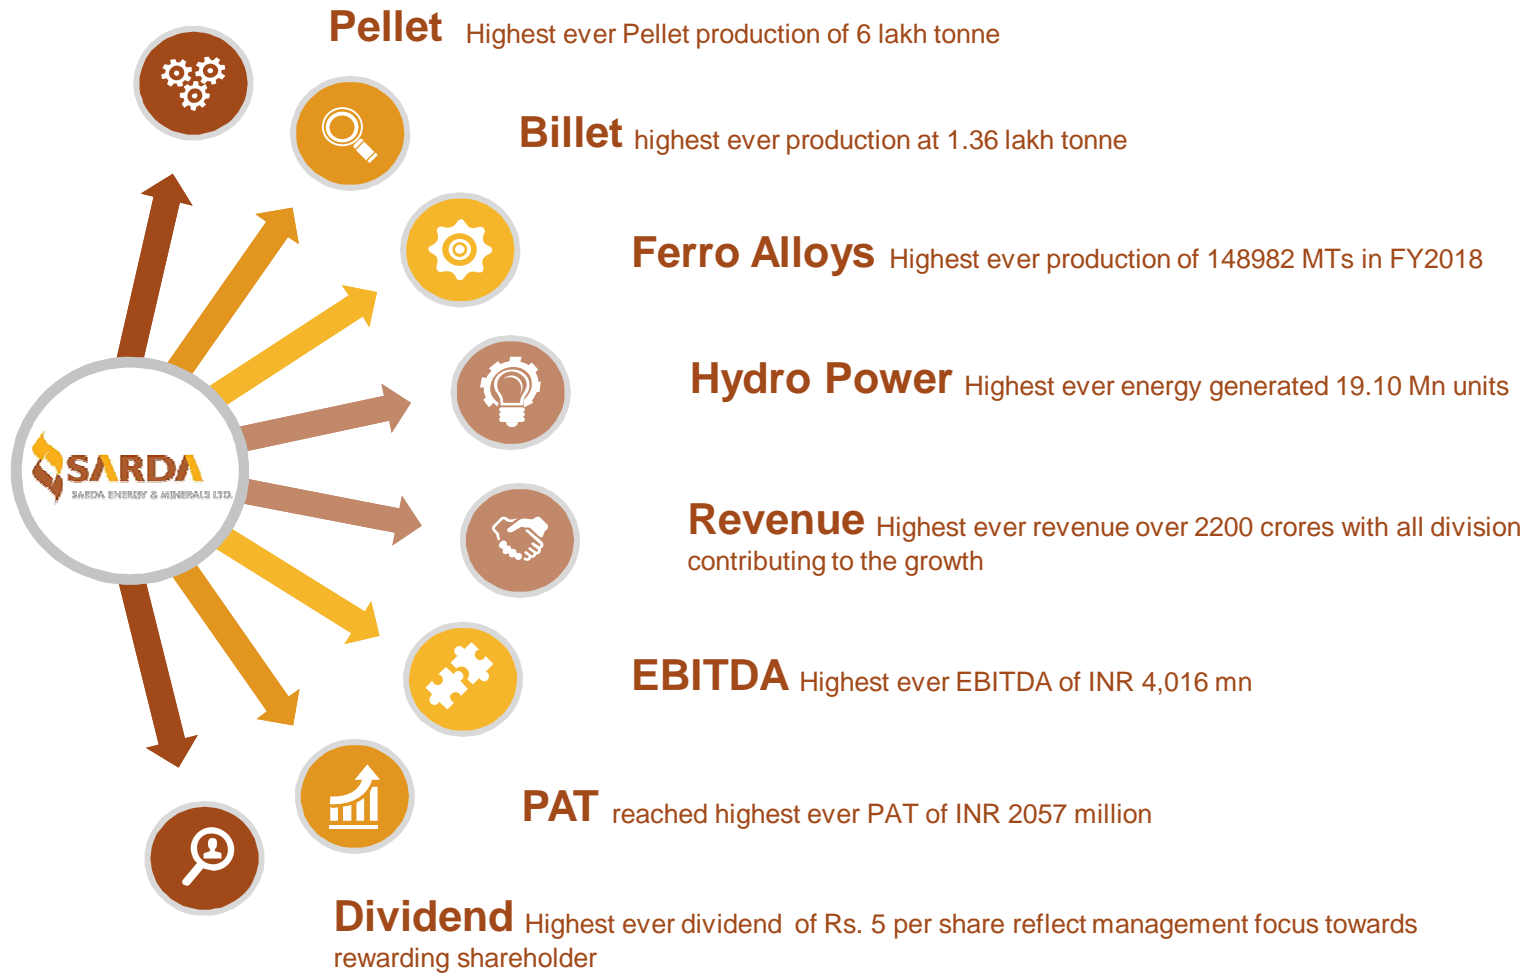 Pellet Highest ever Pellet production of 6 lakh tonne
Billet highest ever production at 1.36 lakh tonne
Ferro Alloys Highest ever production of 148982 MTs in FY2018
Hydro Power Highest ever energy generated 19.10 Mn units
SARDA
SARDA ENERGY & MINERALS LTD.
Revenue Highest ever revenue over 2200 crores with all division
contributing to the growth
EBITDA Highest ever EBITDA of INR 4,016 mn
PAT reached highest ever PAT of INR 2057 million
Dividend Highest ever dividend of Rs. 5 per share reflect management focus towards
rewarding shareholder